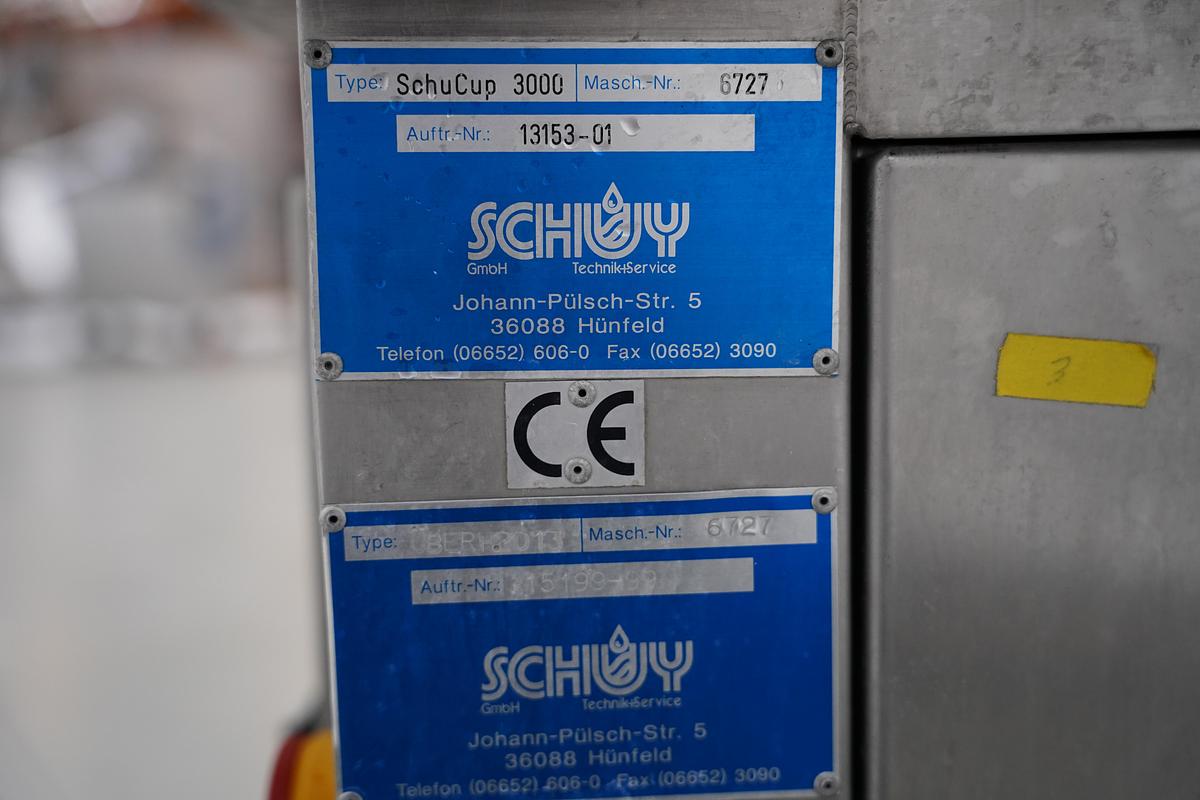 Type: SchuCup 3000 Masch.-Nr.: 6727
Auftr.-Nr.: 13153-01
SCHUY
GmbH Technik+Service
Johann-Pülsch-Str. 5
36088 Hünfeld
Telefon (06652) 606-0 Fax (06652) 3090
CE
3
Type: Masch.-Nr.: 6727
Auftr.-Nr.: 15199-99
SCHUY
GmbH Technik+Service
Johann-Pülsch-Str. 5
36088 Hünfeld
Telefon (06652) 606-0 Fax (06652) 3090